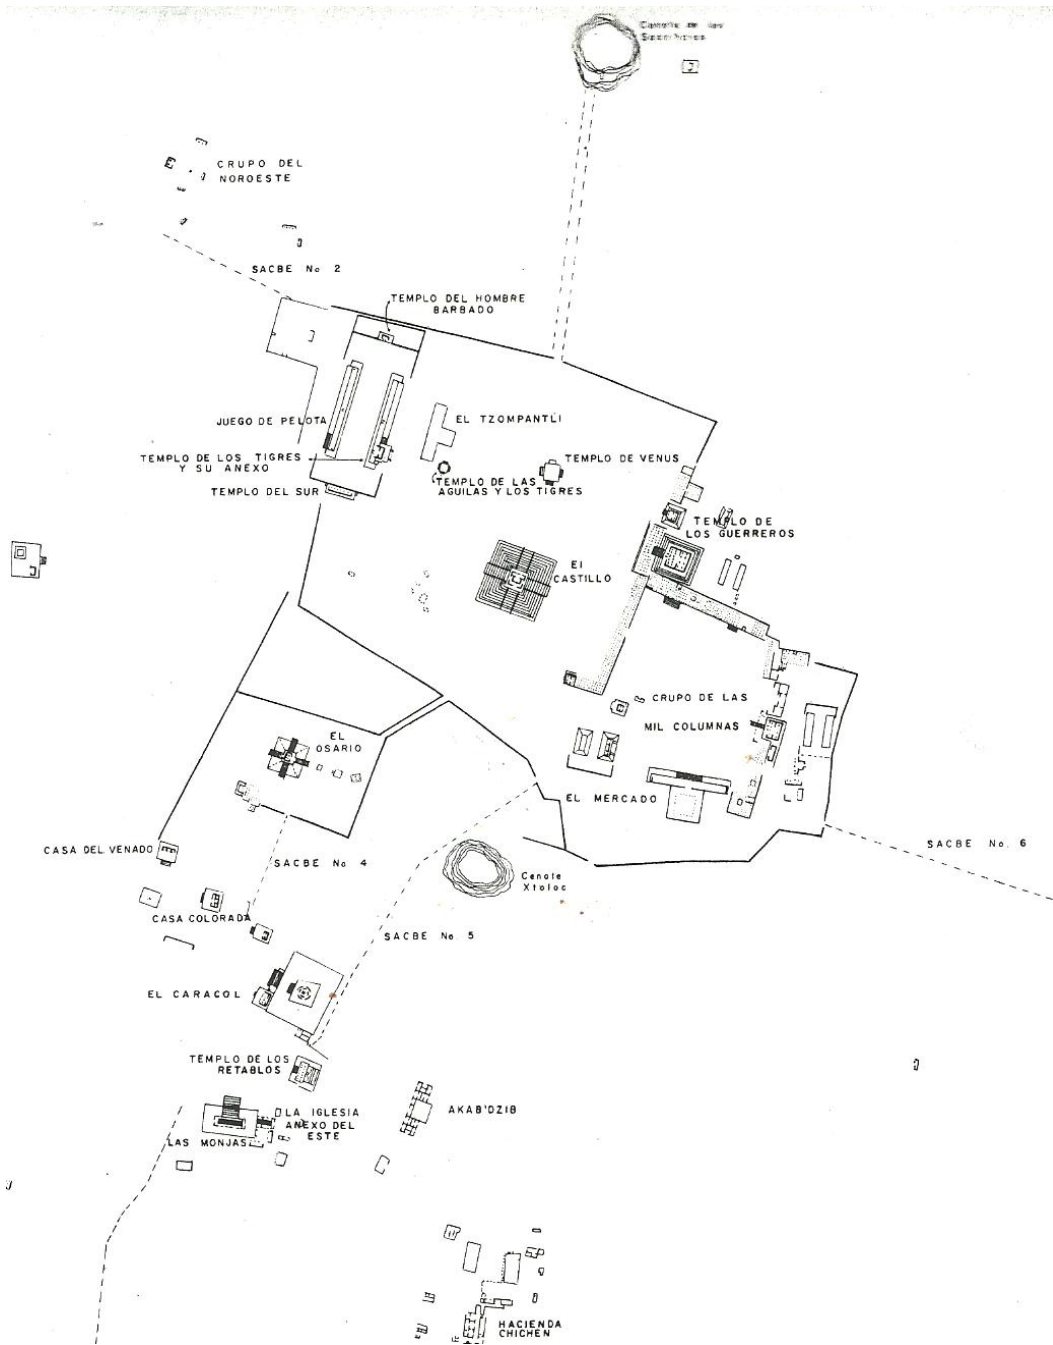 Cenote de los
CRUPO DEL
NOROESTE
SACBE No 2
TEMPLO DEL HOMBRE
BARBADO
JUEGO DE PELOTA
EL TZOMPANTLI
TEMPLO DE LOS TIGRES
Y SU ANEXO
TEMPLO DE VENUS
TEMPLO DE LAS
AGUILAS Y LOS TIGRES
TEMPLO DEL SUR
TEMPLO DE
LOS GUERREROS
El
CASTILLO
CRUPO DE LAS
MIL COLUMNAS
EL
OSARIO
EL MERCADO
SACBE No. 6
CASA DEL VENADO
SACBE No 4
Cenote
Xtoloc
CASA COLORADA
SACBE No. 5
EL CARACOL
TEMPLO DE LOS
RETABLOS
LA IGLESIA
ANEXO DEL
ESTE
AKAB'DZIB
LAS MONJAS
HACIENDA
CHICHEN